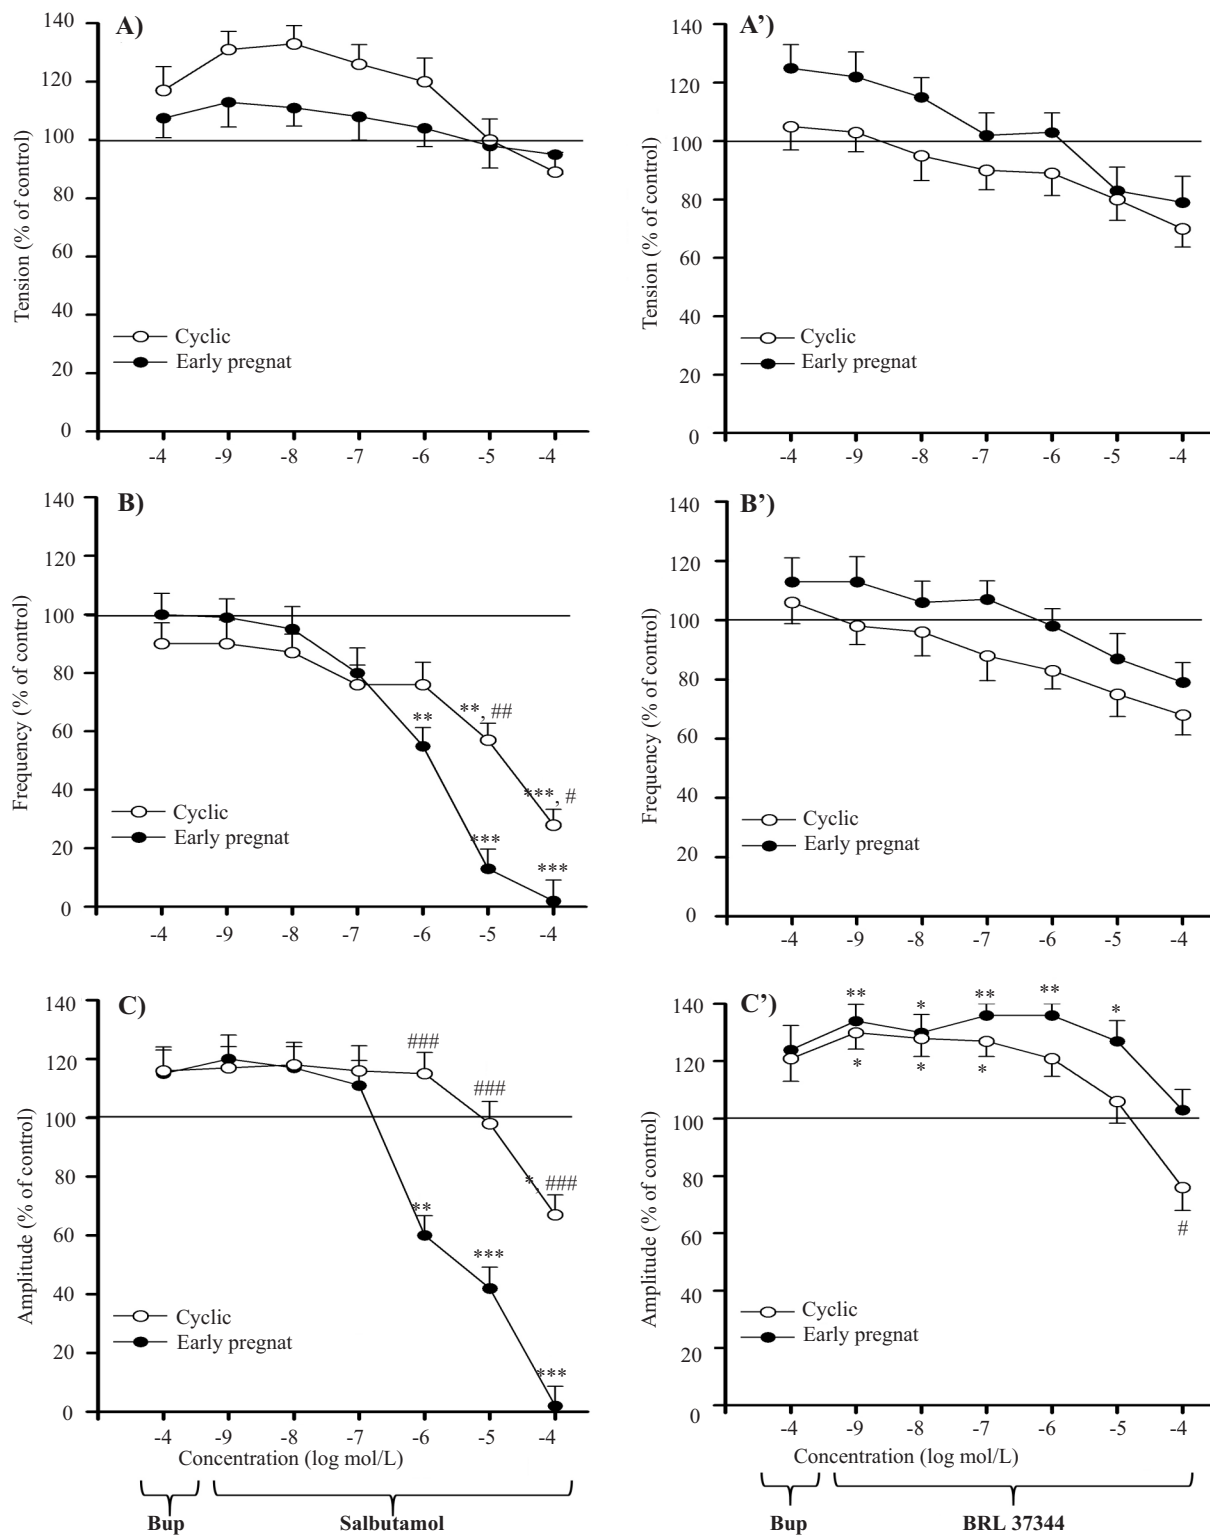 A)
140
120
100
80
60
40
20
0
Tension (% of control)
Cyclic
Early pregnat
-4 -9 -8 -7 -6 -5 -4
A’)
140
120
100
80
60
40
20
0
Tension (% of control)
Cyclic
Early pregnat
-4 -9 -8 -7 -6 -5 -4
B)
140
120
100
80
60
40
20
0
Frequency (% of control)
**
**, ##
***, #
***
***
Cyclic
Early pregnat
-4 -9 -8 -7 -6 -5 -4
B’)
140
120
100
80
60
40
20
0
Frequency (% of control)
Cyclic
Early pregnat
-4 -9 -8 -7 -6 -5 -4
C)
140
120
100
80
60
40
20
0
Amplitude (% of control)
###
###
*, ###
**
***
***
Cyclic
Early pregnat
-4 -9 -8 -7 -6 -5 -4
Concentration (log mol/L)
Bup
Salbutamol
C’)
140
120
100
80
60
40
20
0
Amplitude (% of control)
** * ** ** *
* * *
#
Cyclic
Early pregnat
-4 -9 -8 -7 -6 -5 -4
Concentration (log mol/L)
Bup
BRL 37344